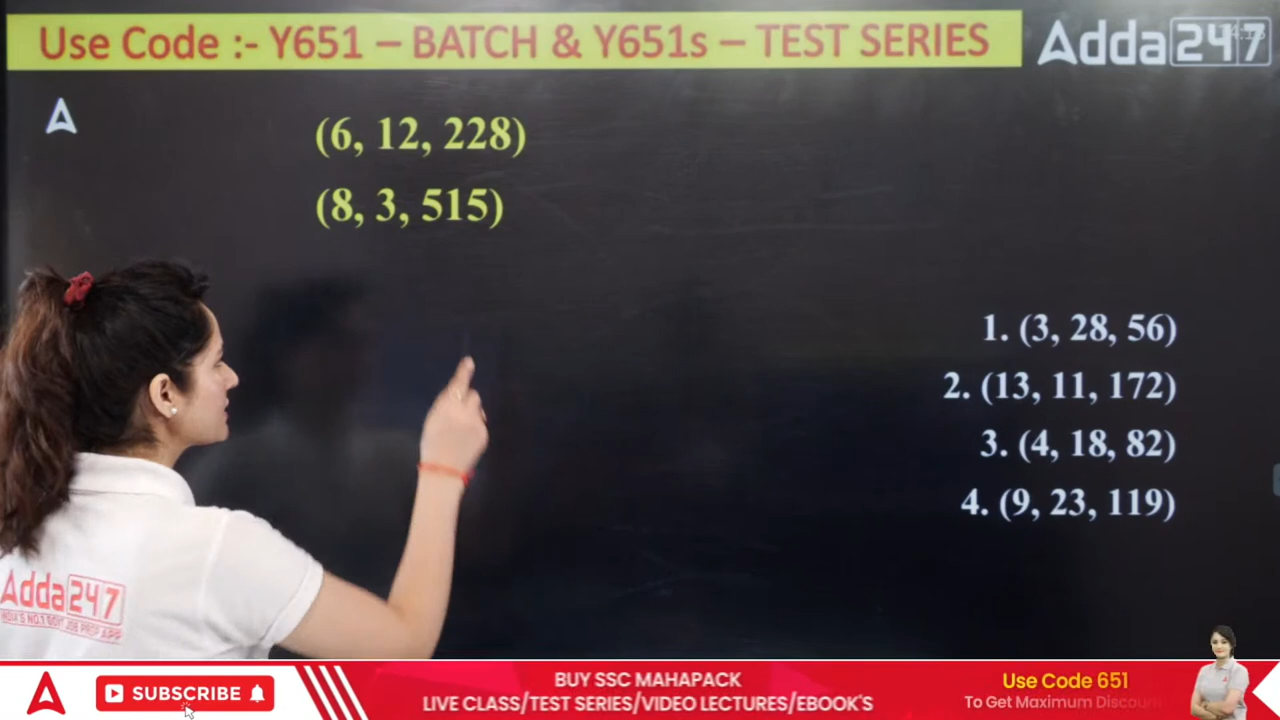 Use Code :- Y651 – BATCH & Y651s – TEST SERIES
Adda247
(6, 12, 228)
(8, 3, 515)
1. (3, 28, 56)
2. (13, 11, 172)
3. (4, 18, 82)
4. (9, 23, 119)
Adda247
SUBSCRIBE
BUY SSC MAHAPACK
LIVE CLASS/TEST SERIES/VIDEO LECTURES/EBOOK'S
Use Code 651
To Get Maximum Discount